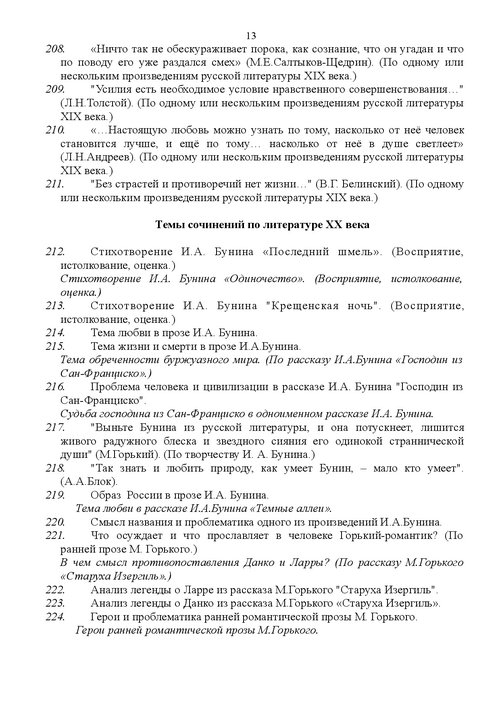 13
208. «Ничто так не обескураживает порока, как сознание, что он угадан и что
по поводу его уже раздался смех» (М.Е.Салтыков-Щедрин). (По одному или
нескольким произведениям русской литературы XIX века.)
209. "Усилия есть необходимое условие нравственного совершенствования…"
(Л.Н.Толстой). (По одному или нескольким произведениям русской литературы
XIX века.)
210. «…Настоящую любовь можно узнать по тому, насколько от неё человек
становится лучше, и ещё по тому… насколько от неё в душе светлеет»
(Л.Н.Андреев). (По одному или нескольким произведениям русской литературы
XIX века.)
211. "Без страстей и противоречий нет жизни…" (В.Г. Белинский). (По одному
или нескольким произведениям русской литературы XIX века.)
Темы сочинений по литературе XX века
212. Стихотворение И.А. Бунина «Последний шмель». (Восприятие,
истолкование, оценка.)
Стихотворение И.А. Бунина «Одиночество». (Восприятие, истолкование,
оценка.)
213. Стихотворение И.А. Бунина "Крещенская ночь". (Восприятие,
истолкование, оценка.)
214. Тема любви в прозе И.А. Бунина.
215. Тема жизни и смерти в прозе И.А.Бунина.
Тема обреченности буржуазного мира. (По рассказу И.А.Бунина «Господин из
Сан-Франциско».)
216. Проблема человека и цивилизации в рассказе И.А. Бунина "Господин из
Сан-Франциско".
Судьба господина из Сан-Франциско в одноименном рассказе И.А. Бунина.
217. "Выньте Бунина из русской литературы, и она потускнеет, лишится
живого радужного блеска и звездного сияния его одинокой страннической
души" (М.Горький). (По творчеству И. А. Бунина.)
218. "Так знать и любить природу, как умеет Бунин, – мало кто умеет".
(А.А.Блок).
219. Образ России в прозе И.А. Бунина.
Тема любви в рассказе И.А.Бунина «Темные аллеи».
220. Смысл названия и проблематика одного из произведений И.А.Бунина.
221. Что осуждает и что прославляет в человеке Горький-романтик? (По
ранней прозе М. Горького.)
В чем смысл противопоставления Данко и Ларры? (По рассказу М.Горького
«Старуха Изергиль».)
222. Анализ легенды о Ларре из рассказа М.Горького "Старуха Изергиль".
223. Анализ легенды о Данко из рассказа М.Горького «Старуха Изергиль».
224. Герои и проблематика ранней романтической прозы М. Горького.
Герои ранней романтической прозы М.Горького.